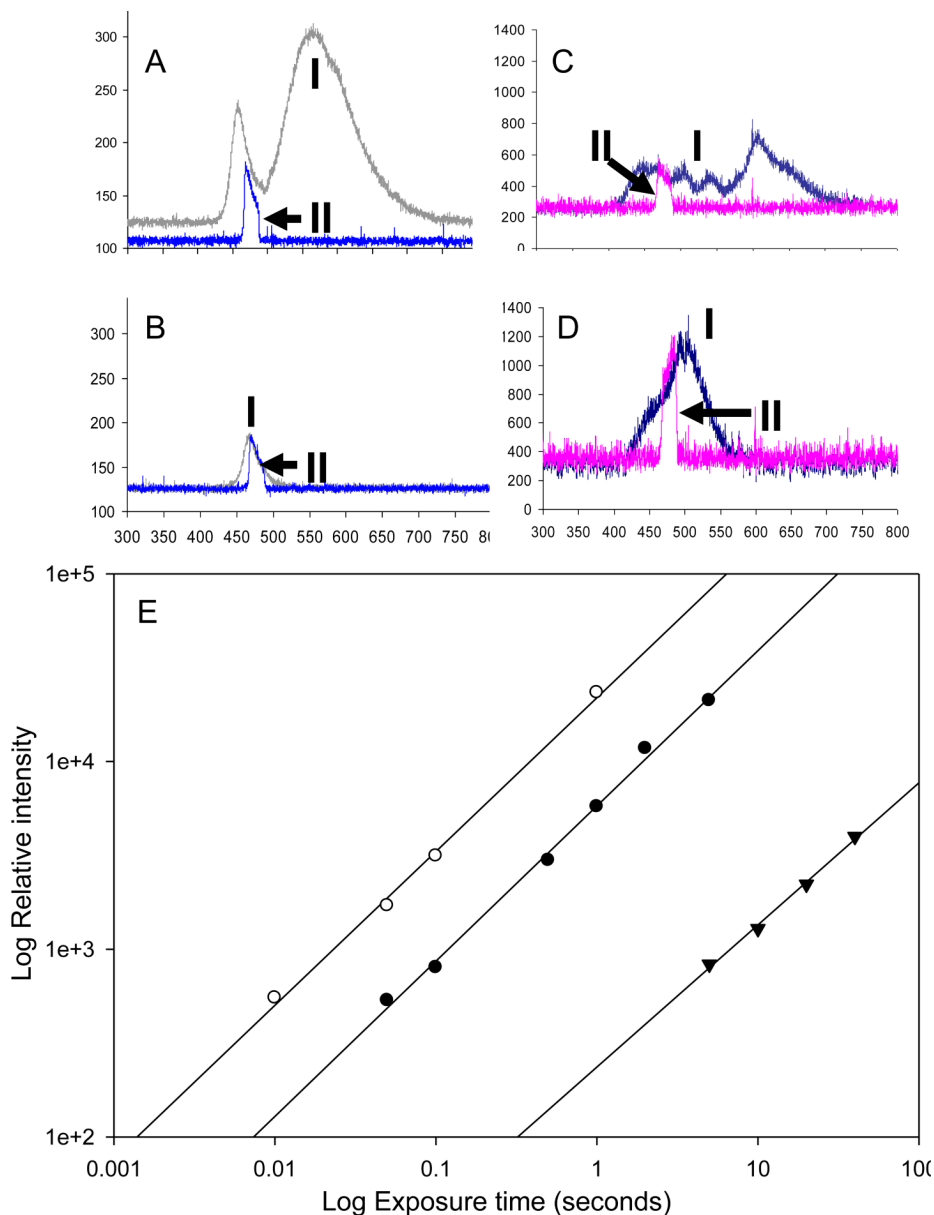 A
300
250
200
150
100
I
II
C
1400
1200
1000
800
600
400
200
0
II
I
B
300
250
200
150
100
I
II
300 350 400 450 500 550 600 650 700 750 80
D
1400
1200
1000
800
600
400
200
0
I
II
300 350 400 450 500 550 600 650 700 750 800
E
Log Relative intensity
1e+5
1e+4
1e+3
1e+2
0.001 0.01 0.1 1 10 100
Log Exposure time (seconds)